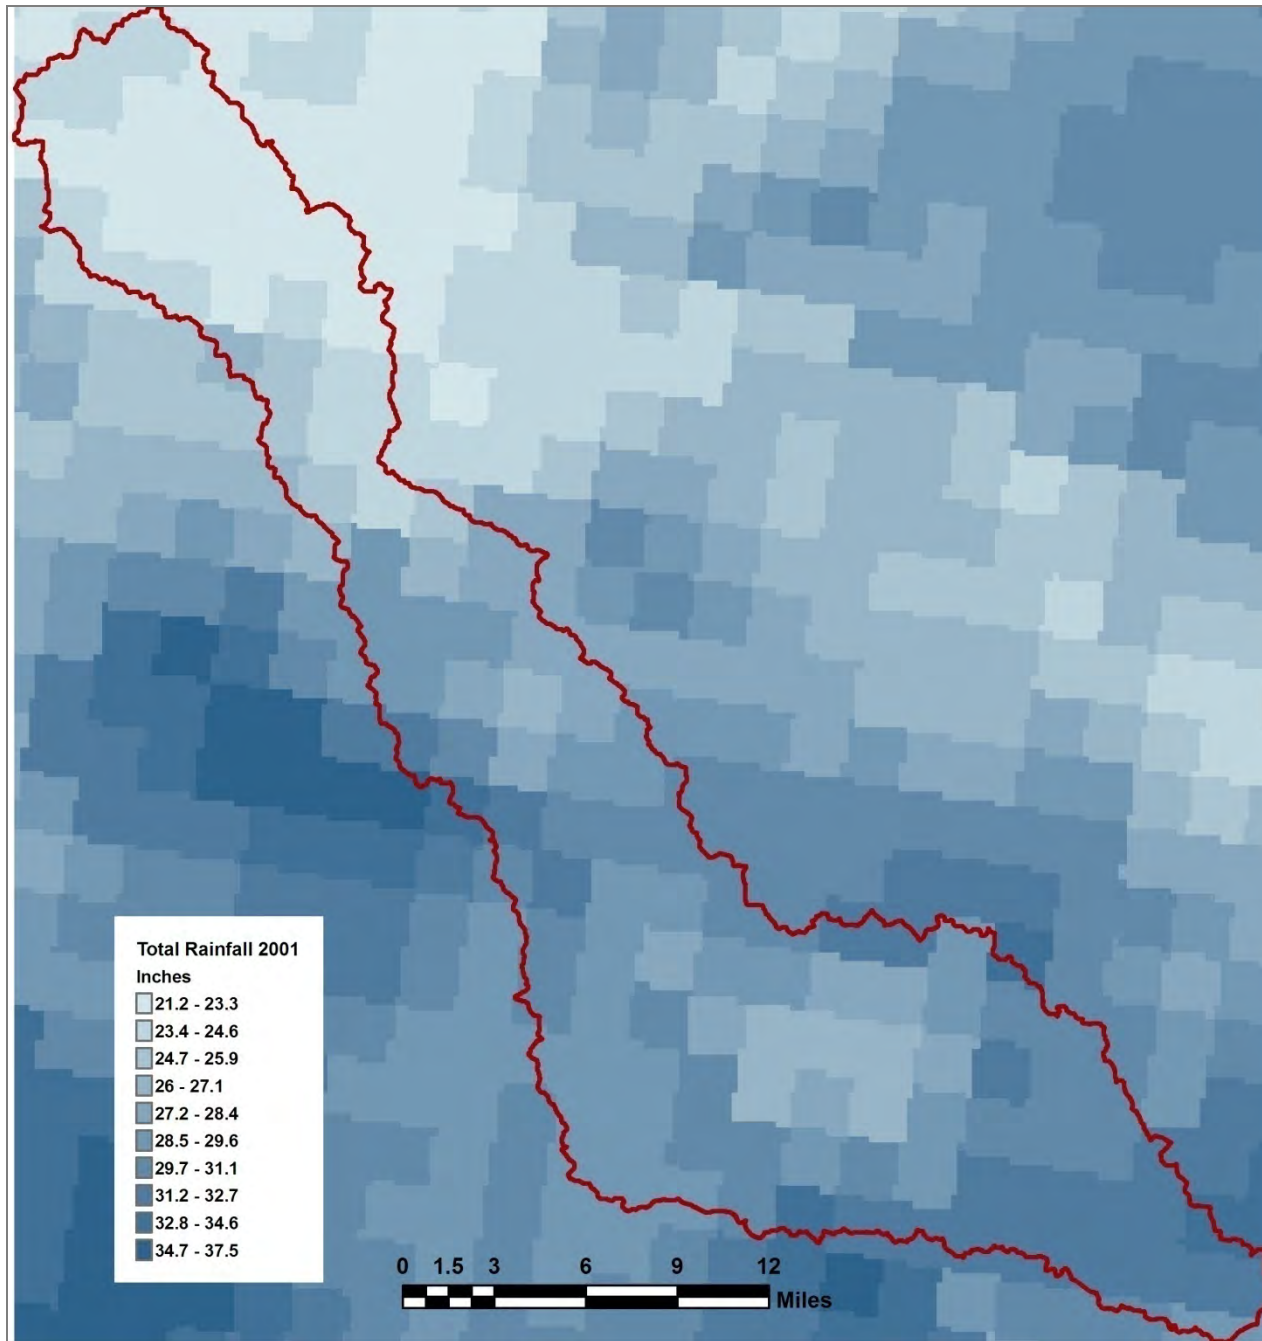 Total Rainfall 2001
Inches
21.2 - 23.3
23.4 - 24.6
24.7 - 25.9
26 - 27.1
27.2 - 28.4
28.5 - 29.6
29.7 - 31.1
31.2 - 32.7
32.8 - 34.6
34.7 - 37.5
0 1.5 3 6 9 12
Miles